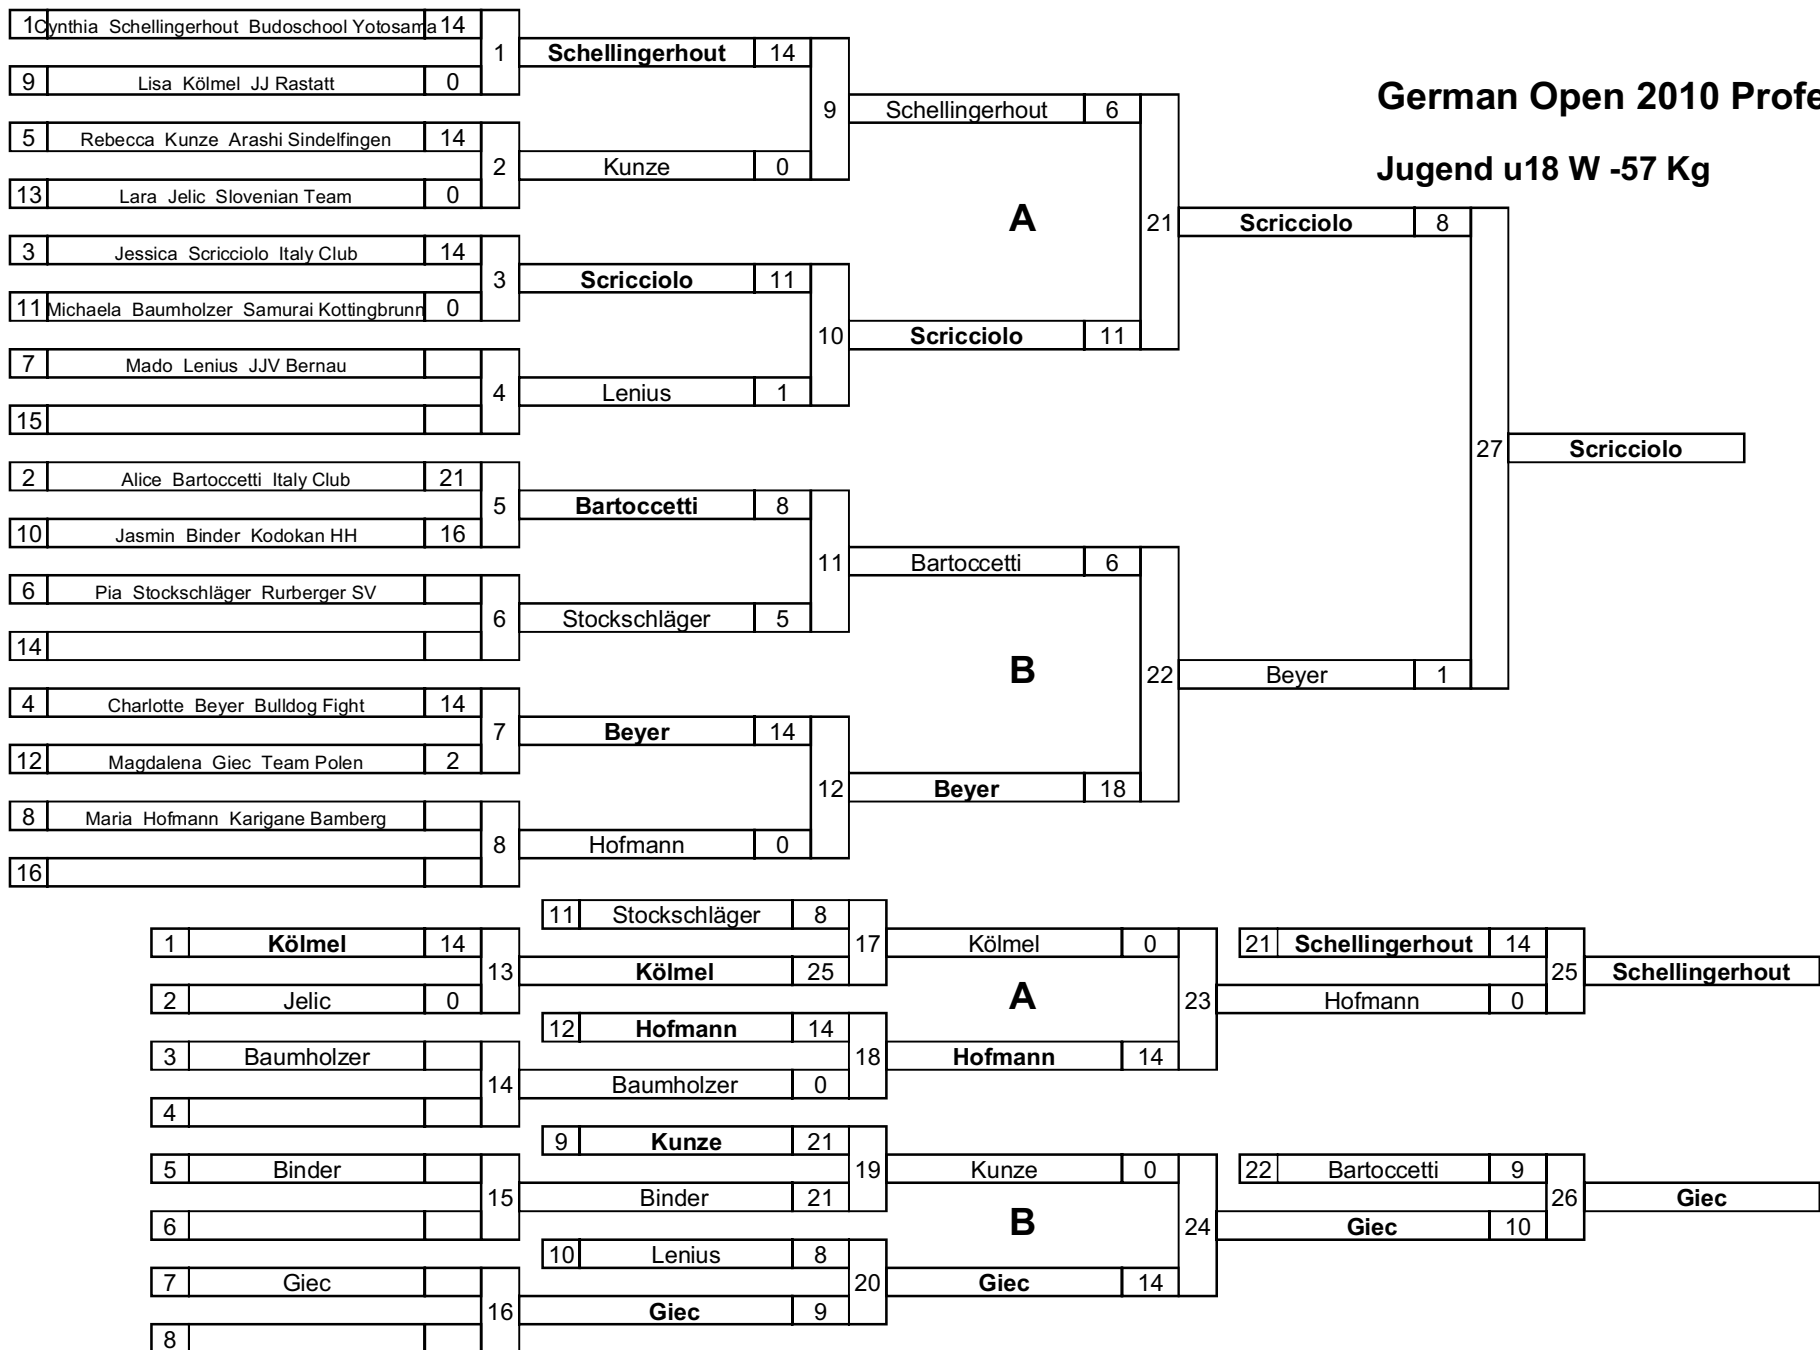 German Open 2010 Profe
Jugend u18 W -57 Kg
1 Cynthia Schellingerhout Budoschool Yotosama 14
1 Schellingerhout 14
9 Lisa Kölmel JJ Rastatt 0
9 Schellingerhout 6
5 Rebecca Kunze Arashi Sindelfingen 14
2 Kunze 0
13 Lara Jelic Slovenian Team 0
A
21 Scricciolo 8
3 Jessica Scricciolo Italy Club 14
3 Scricciolo 11
11 Michaela Baumholzer Samurai Kottingbrunn 0
10 Scricciolo 11
7 Mado Lenius JJV Bernau
4 Lenius 1
15
27 Scricciolo
2 Alice Bartoccetti Italy Club 21
5 Bartoccetti 8
10 Jasmin Binder Kodokan HH 16
11 Bartoccetti 6
6 Pia Stockschläger Rurberger SV
6 Stockschläger 5
14
B
22 Beyer 1
4 Charlotte Beyer Bulldog Fight 14
7 Beyer 14
12 Magdalena Giec Team Polen 2
12 Beyer 18
8 Maria Hofmann Karigane Bamberg
8 Hofmann 0
16
11 Stockschläger 8
1 Kölmel 14
17 Kölmel 0
21 Schellingerhout 14
13 Kölmel 25
25 Schellingerhout
2 Jelic 0
A
23 Hofmann 0
12 Hofmann 14
3 Baumholzer
18 Hofmann 14
14 Baumholzer 0
4
9 Kunze 21
5 Binder
19 Kunze 0
22 Bartoccetti 9
15 Binder 21
26 Giec
6
B
24 Giec 10
10 Lenius 8
7 Giec
20 Giec 14
16 Giec 9
8